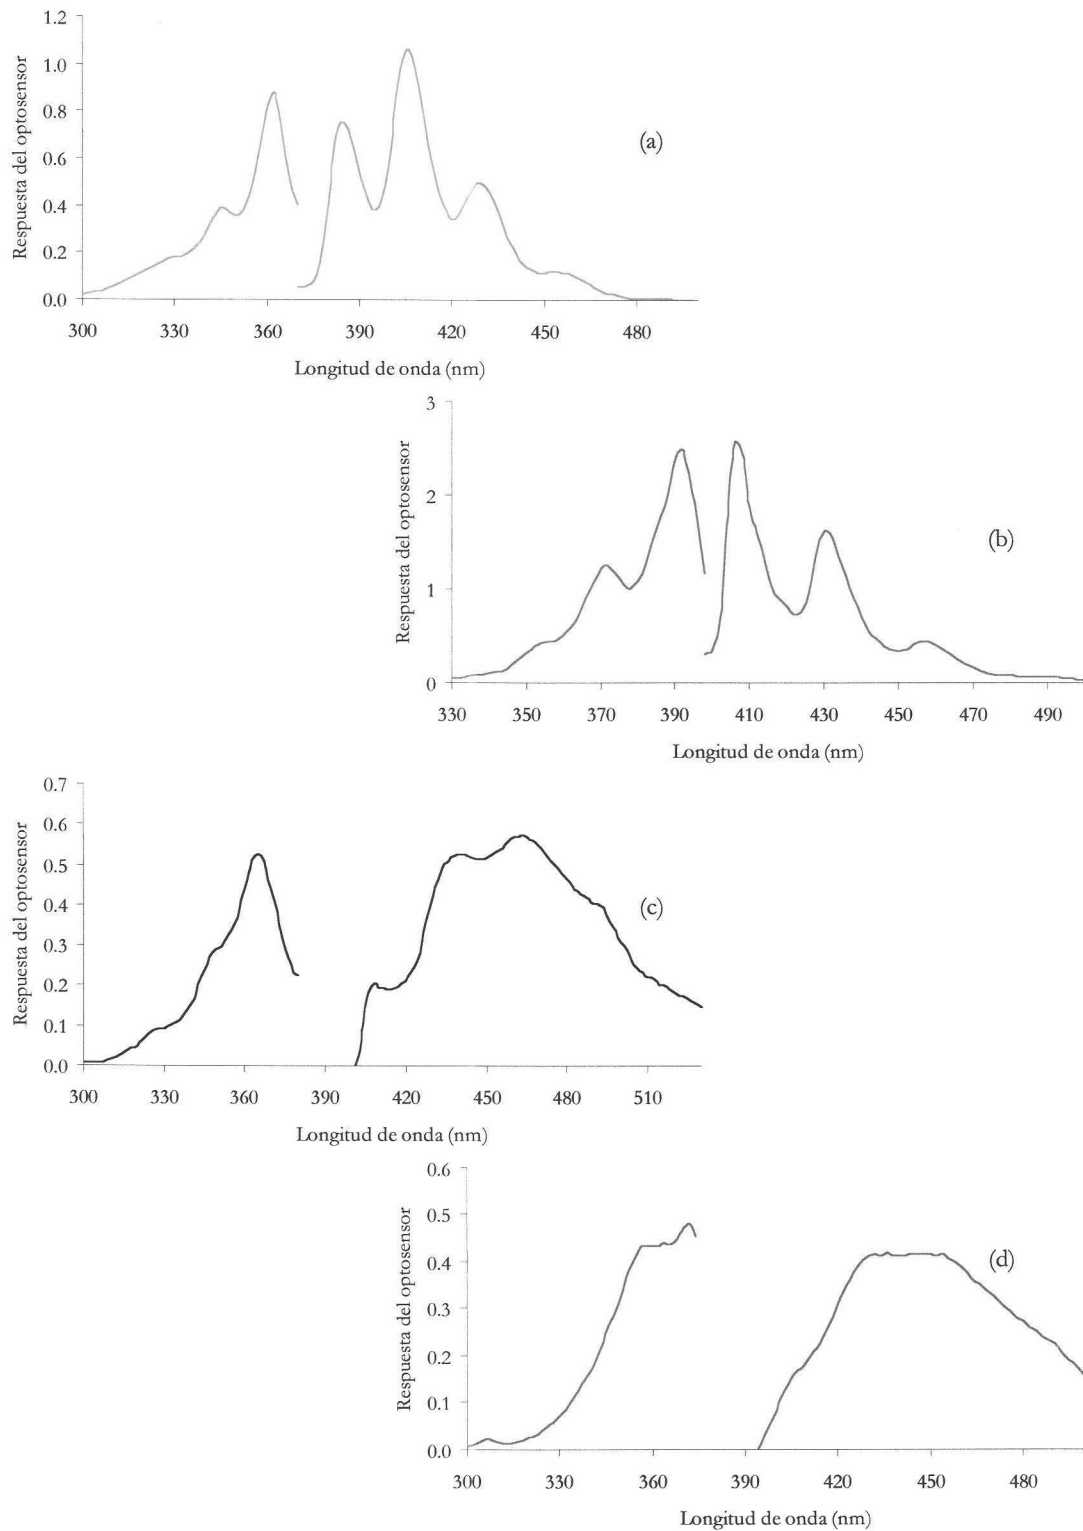 1.2
1.0
0.8
0.6
0.4
0.2
0.0
Respuesta del optosensor
(a)
300 330 360 390 420 450 480
Longitud de onda (nm)
3
2
1
0
Respuesta del optosensor
(b)
330 350 370 390 410 430 450 470 490
Longitud de onda (nm)
0.7
0.6
0.5
0.4
0.3
0.2
0.1
0.0
Respuesta del optosensor
(c)
300 330 360 390 420 450 480 510
Longitud de onda (nm)
0.6
0.5
0.4
0.3
0.2
0.1
0.0
Respuesta del optosensor
(d)
300 330 360 390 420 450 480
Longitud de onda (nm)